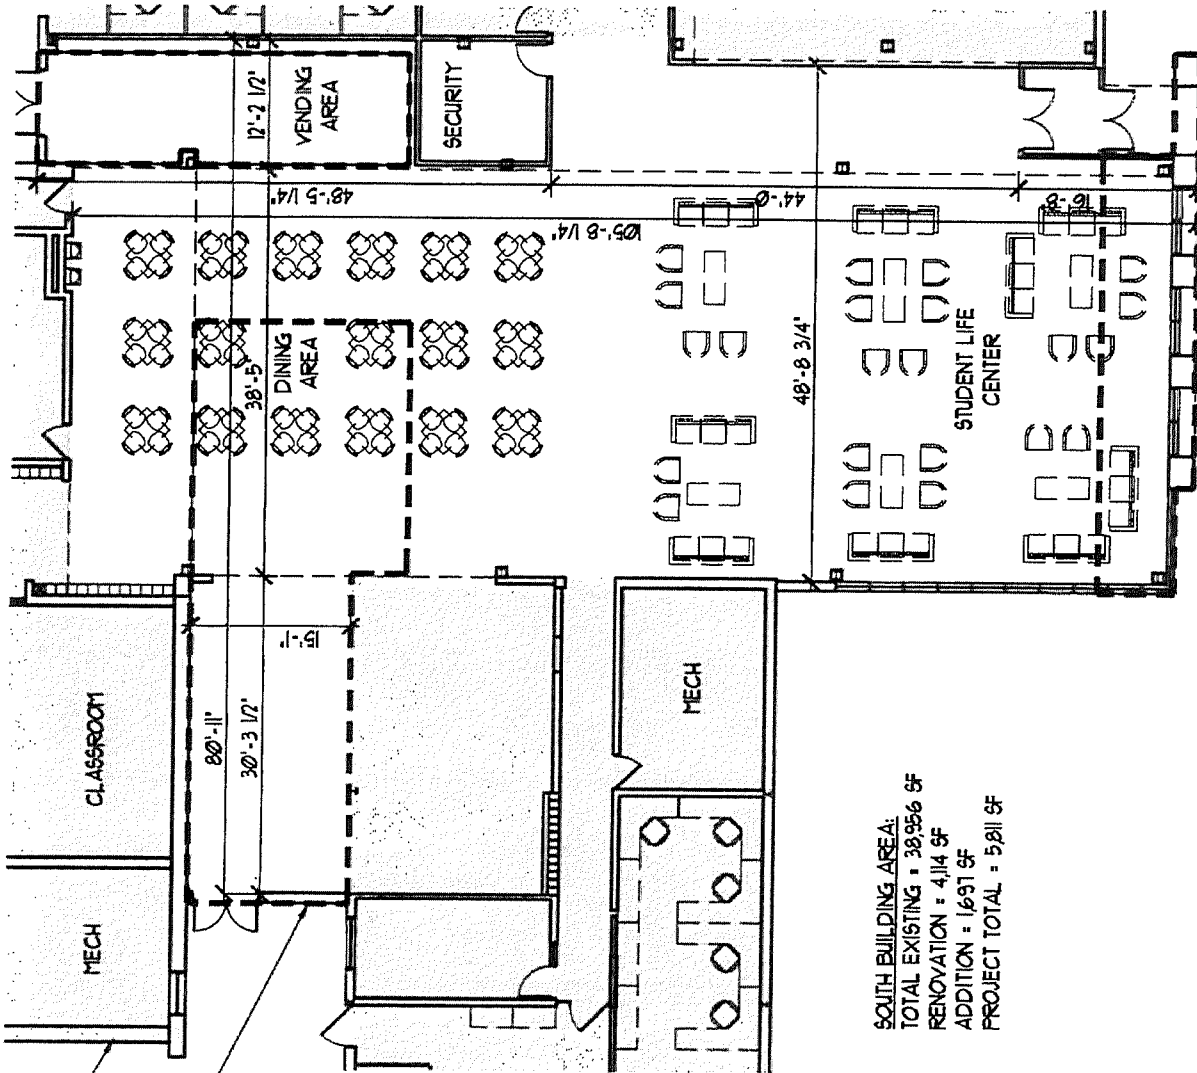 12'-2 1/2"
VENDING
AREA
SECURITY
48'-5 1/4"
44'-0"
16'-8"
105'-8 1/4"
DINING
AREA
38'-5"
48'-8 3/4"
STUDENT LIFE
CENTER
15'-1"
80'-11"
30'-3 1/2"
CLASSROOM
MECH
MECH
SOUTH BUILDING AREA:
TOTAL EXISTING = 38,956 SF
RENOVATION = 4,114 SF
ADDITION = 1,697 SF
PROJECT TOTAL = 5,811 SF